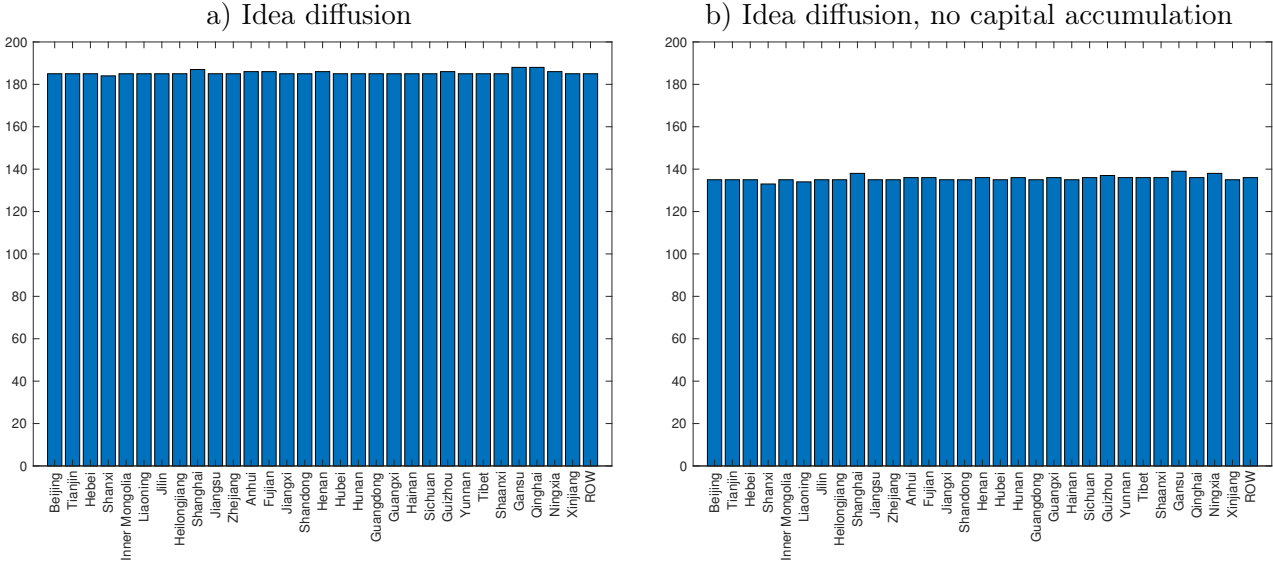 a) Idea diffusion
200
180
160
140
120
100
80
60
40
20
0
Beijing
Tianjin
Hebei
Shanxi
Inner Mongolia
Liaoning
Jilin
Heilongjiang
Shanghai
Jiangsu
Zhejiang
Anhui
Fujian
Jiangxi
Shandong
Henan
Hubei
Hunan
Guangdong
Guangxi
Hainan
Sichuan
Guizhou
Yunnan
Tibet
Shaanxi
Gansu
Qinghai
Ningxia
Xinjiang
ROW
b) Idea diffusion, no capital accumulation
200
180
160
140
120
100
80
60
40
20
0
Beijing
Tianjin
Hebei
Shanxi
Inner Mongolia
Liaoning
Jilin
Heilongjiang
Shanghai
Jiangsu
Zhejiang
Anhui
Fujian
Jiangxi
Shandong
Henan
Hubei
Hunan
Guangdong
Guangxi
Hainan
Sichuan
Guizhou
Yunnan
Tibet
Shaanxi
Gansu
Qinghai
Ningxia
Xinjiang
ROW